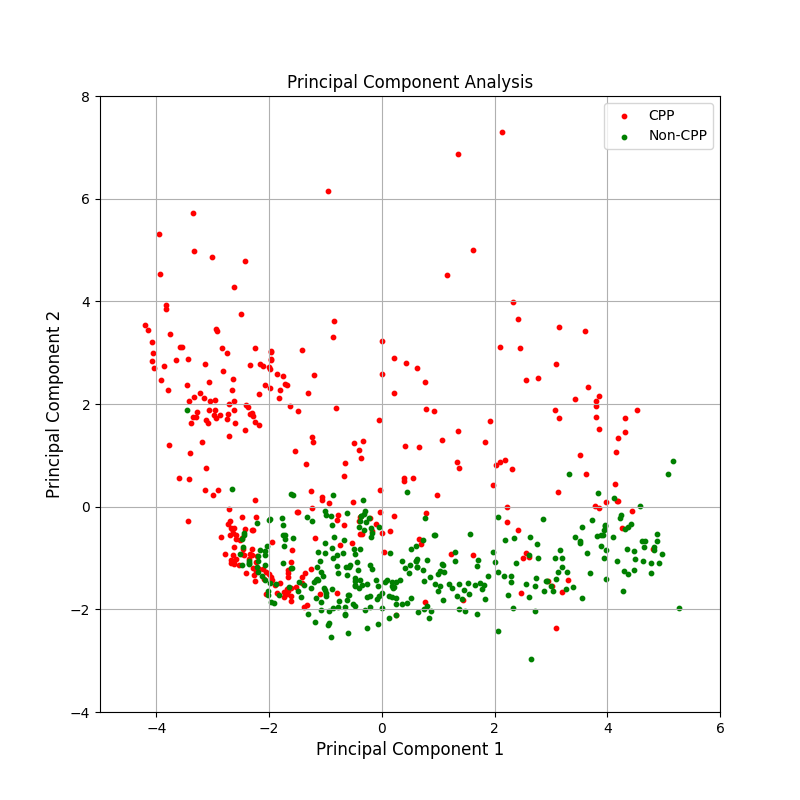 Principal Component Analysis
8
6
4
2
0
−2
−4
−4
−2
0
2
4
6
Principal Component 1
Principal Component 2
CPP
Non-CPP